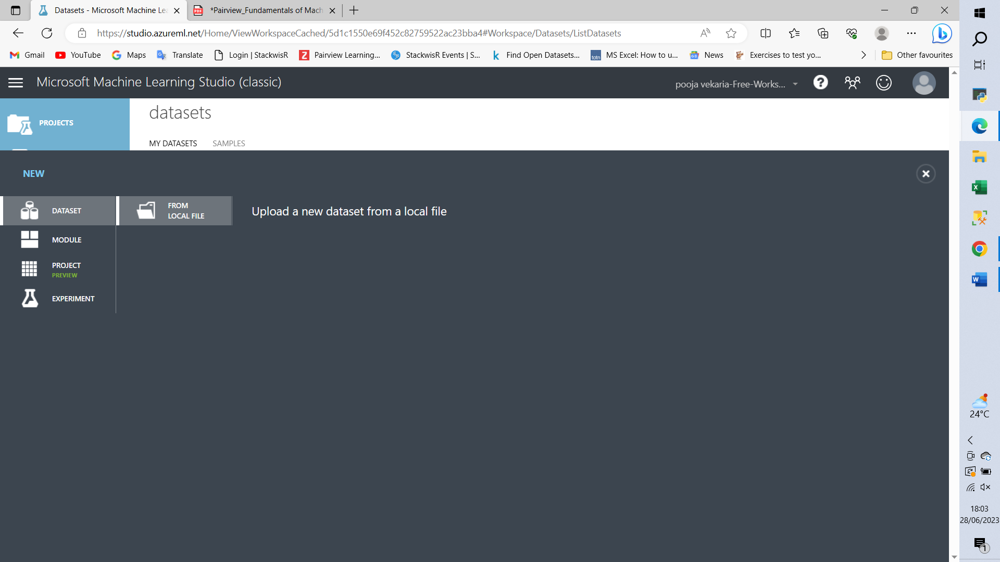 Datasets - Microsoft Machine Lea
*Pairview_Fundamentals of Mach
https://studio.azureml.net/Home/ViewWorkspaceCached/5d1c1550e69f452c82759522ac23bba4#Workspace/Datasets/ListDatasets
Gmail
YouTube
Maps
Translate
Login | StackwisR
Pairview Learning...
StackwisR Events | S...
Find Open Datasets...
MS Excel: How to u...
News
Exercises to test yo...
Other favourites
Microsoft Machine Learning Studio (classic)
pooja vekaria-Free-Works...
PROJECTS
datasets
MY DATASETS
SAMPLES
NEW
DATASET
FROM
LOCAL FILE
Upload a new dataset from a local file
MODULE
PROJECT
PREVIEW
EXPERIMENT
24°C
18:03
28/06/2023
1